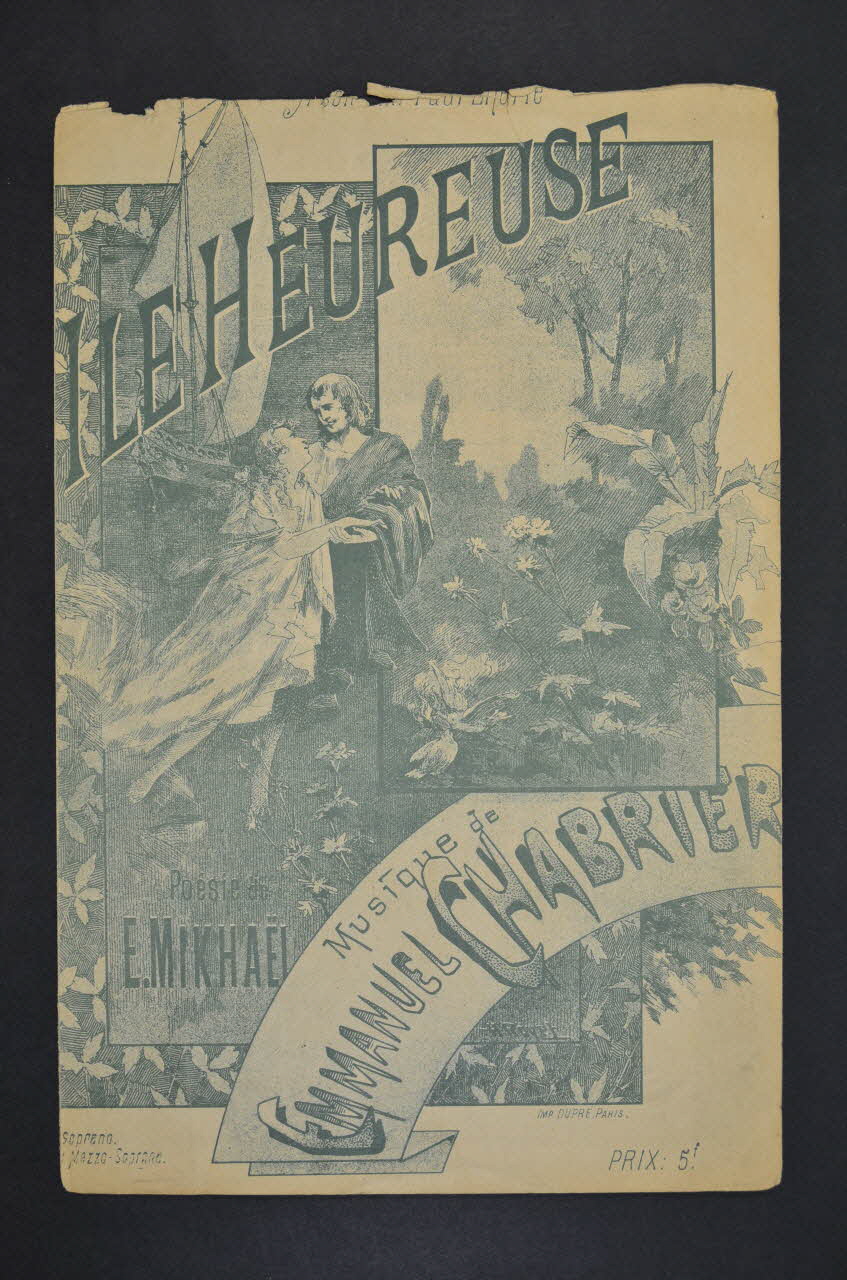 ILE HEUREUSE
Poésie de
E. MIKHAËL
Musique de
EMMANUEL CHABRIER
IMP. DUPRÉ, PARIS.
Soprano.
Mezzo-Soprano.
PRIX: 5f